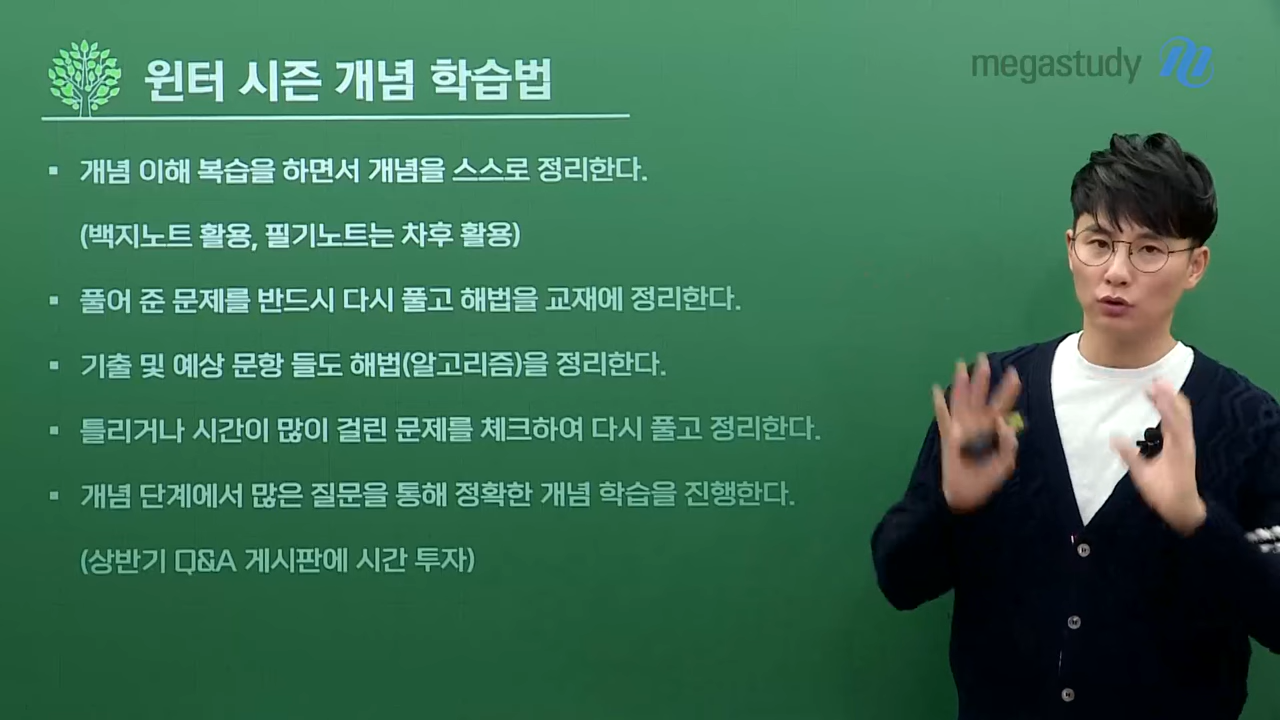 윈터 시즌 개념 학습법
megastudy
▪ 개념 이해 복습을 하면서 개념을 스스로 정리한다.
(백지노트 활용, 필기노트는 차후 활용)
▪ 풀어 준 문제를 반드시 다시 풀고 해법을 교재에 정리한다.
▪ 기출 및 예상 문항 들도 해법(알고리즘)을 정리한다.
▪ 틀리거나 시간이 많이 걸린 문제를 체크하여 다시 풀고 정리한다.
▪ 개념 단계에서 많은 질문을 통해 정확한 개념 학습을 진행한다.
(상반기 Q&A 게시판에 시간 투자)